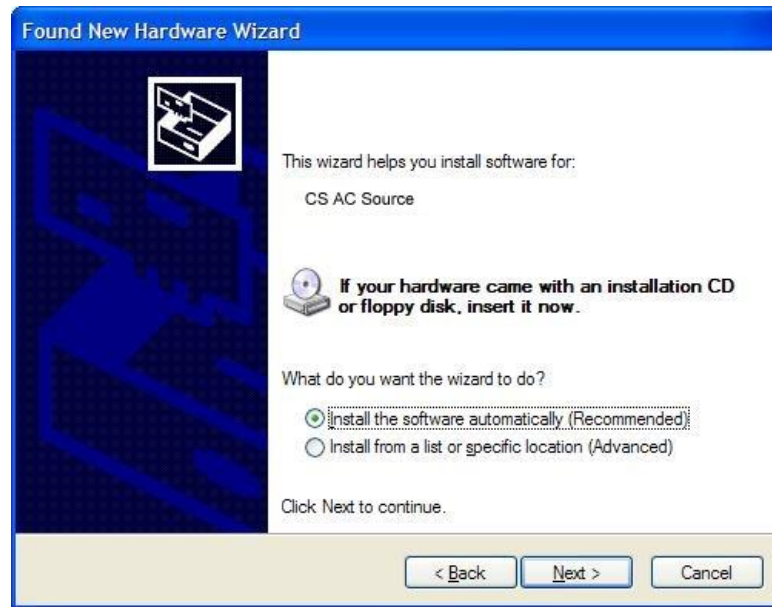 Found New Hardware Wizard
This wizard helps you install software for:
CS AC Source
If your hardware came with an installation CD
or floppy disk, insert it now.
What do you want the wizard to do?
Install the software automatically (Recommended)
Install from a list or specific location (Advanced)
Click Next to continue.
< Back
Next >
Cancel